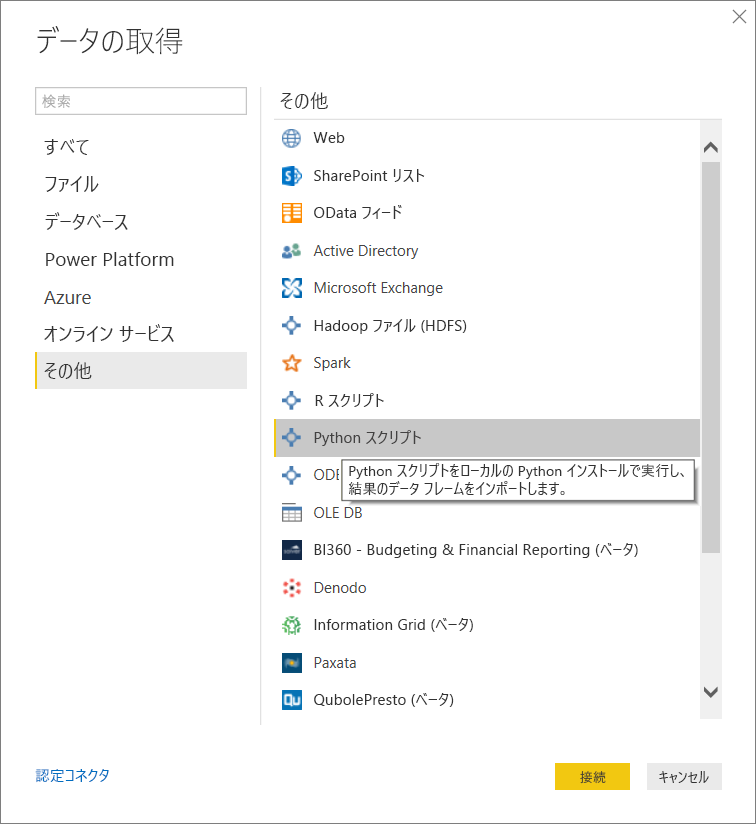 データの取得
検索
すべて
ファイル
データベース
Power Platform
Azure
オンライン サービス
その他
その他
Web
SharePoint リスト
OData フィード
Active Directory
Microsoft Exchange
Hadoop ファイル (HDFS)
Spark
R スクリプト
Python スクリプト
Python スクリプトをローカルの Python インストールで実行し、
結果のデータ フレームをインポートします。
OLE DB
BI360 - Budgeting & Financial Reporting (ベータ)
Denodo
Information Grid (ベータ)
Paxata
QubolePresto (ベータ)
認定コネクタ
接続
キャンセル